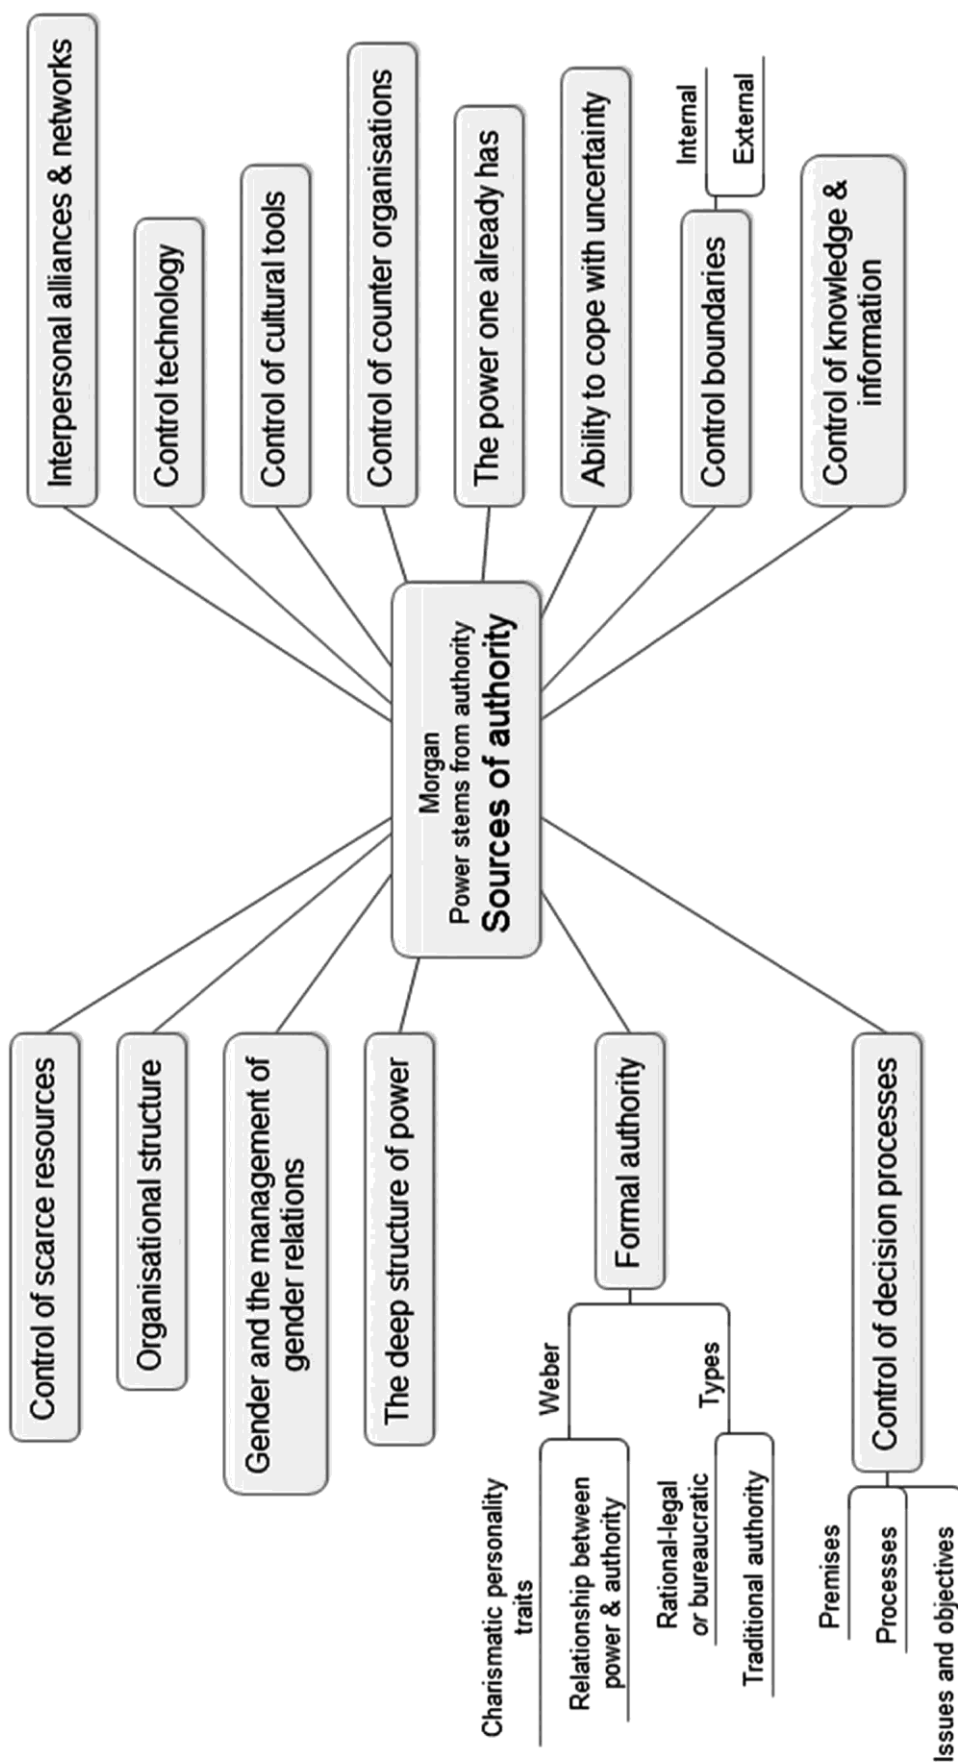 Morgan
Power stems from authority
Sources of authority
Interpersonal alliances & networks
Control technology
Control of cultural tools
Control of counter organisations
The power one already has
Ability to cope with uncertainty
Control boundaries
Internal
External
Control of knowledge &
information
Control of scarce resources
Organisational structure
Gender and the management of
gender relations
The deep structure of power
Formal authority
Weber
Charismatic personality
traits
Relationship between
power & authority
Types
Rational-legal
or bureaucratic
Traditional authority
Control of decision processes
Premises
Processes
Issues and objectives